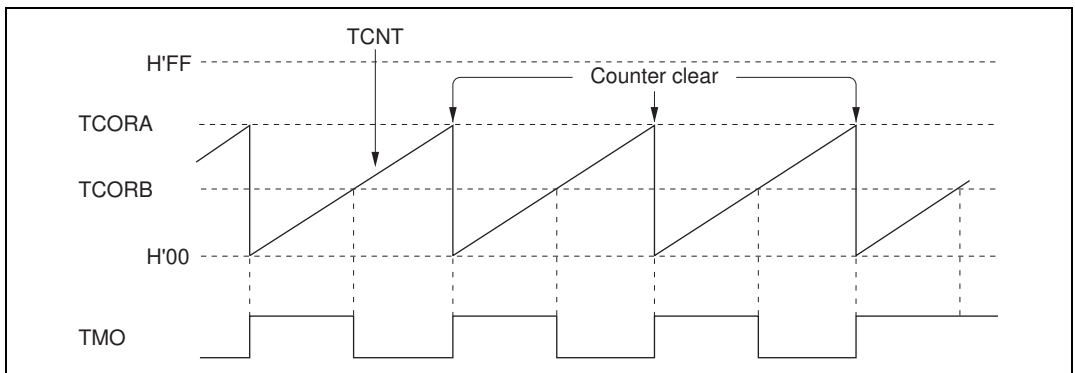 TCNT
H'FF
Counter clear
TCORA
TCORB
H'00
TMO